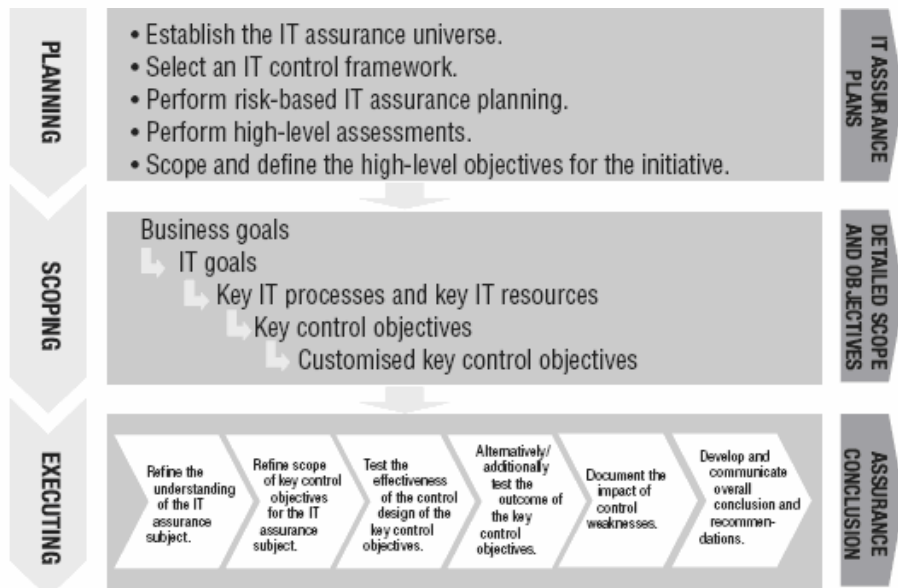 PLANNING
• Establish the IT assurance universe.
• Select an IT control framework.
• Perform risk-based IT assurance planning.
• Perform high-level assessments.
• Scope and define the high-level objectives for the initiative.
IT ASSURANCE
PLANS
SCOPING
Business goals
IT goals
Key IT processes and key IT resources
Key control objectives
Customised key control objectives
DETAILED SCOPE
AND OBJECTIVES
EXECUTING
Refine the
understanding
of the IT
assurance
subject.
Refine scope
of key control
objectives
for the IT
assurance
subject.
Test the
effectiveness
of the control
design of the
key control
objectives.
Alternatively/
additionally
test the
outcome of
the key
control
objectives.
Document the
impact of
control
weaknesses.
Develop and
communicate
overall
conclusion and
recommen-
dations.
ASSURANCE
CONCLUSION